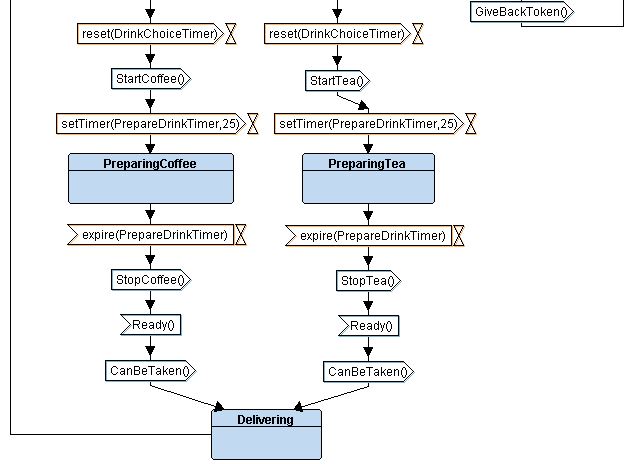 GiveBackToken()
reset(DrinkChoiceTimer)
reset(DrinkChoiceTimer)
StartCoffee()
StartTea()
setTimer(PrepareDrinkTimer,25)
setTimer(PrepareDrinkTimer,25)
PreparingCoffee
PreparingTea
expire(PrepareDrinkTimer)
expire(PrepareDrinkTimer)
StopCoffee()
StopTea()
Ready()
Ready()
CanBeTaken()
CanBeTaken()
Delivering